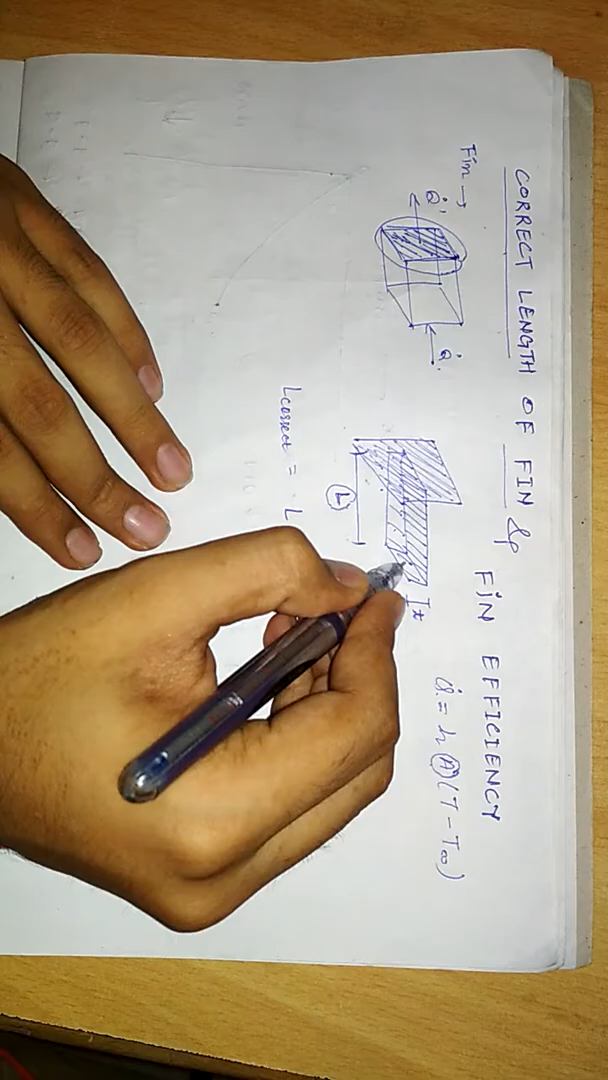 CORRECT LENGTH OF FIN &
FIN EFFICIENCY
Fin →
Q̇
Q̇
Q̇ = h(A)(T - T∞)
t
L
Lcorrect = L